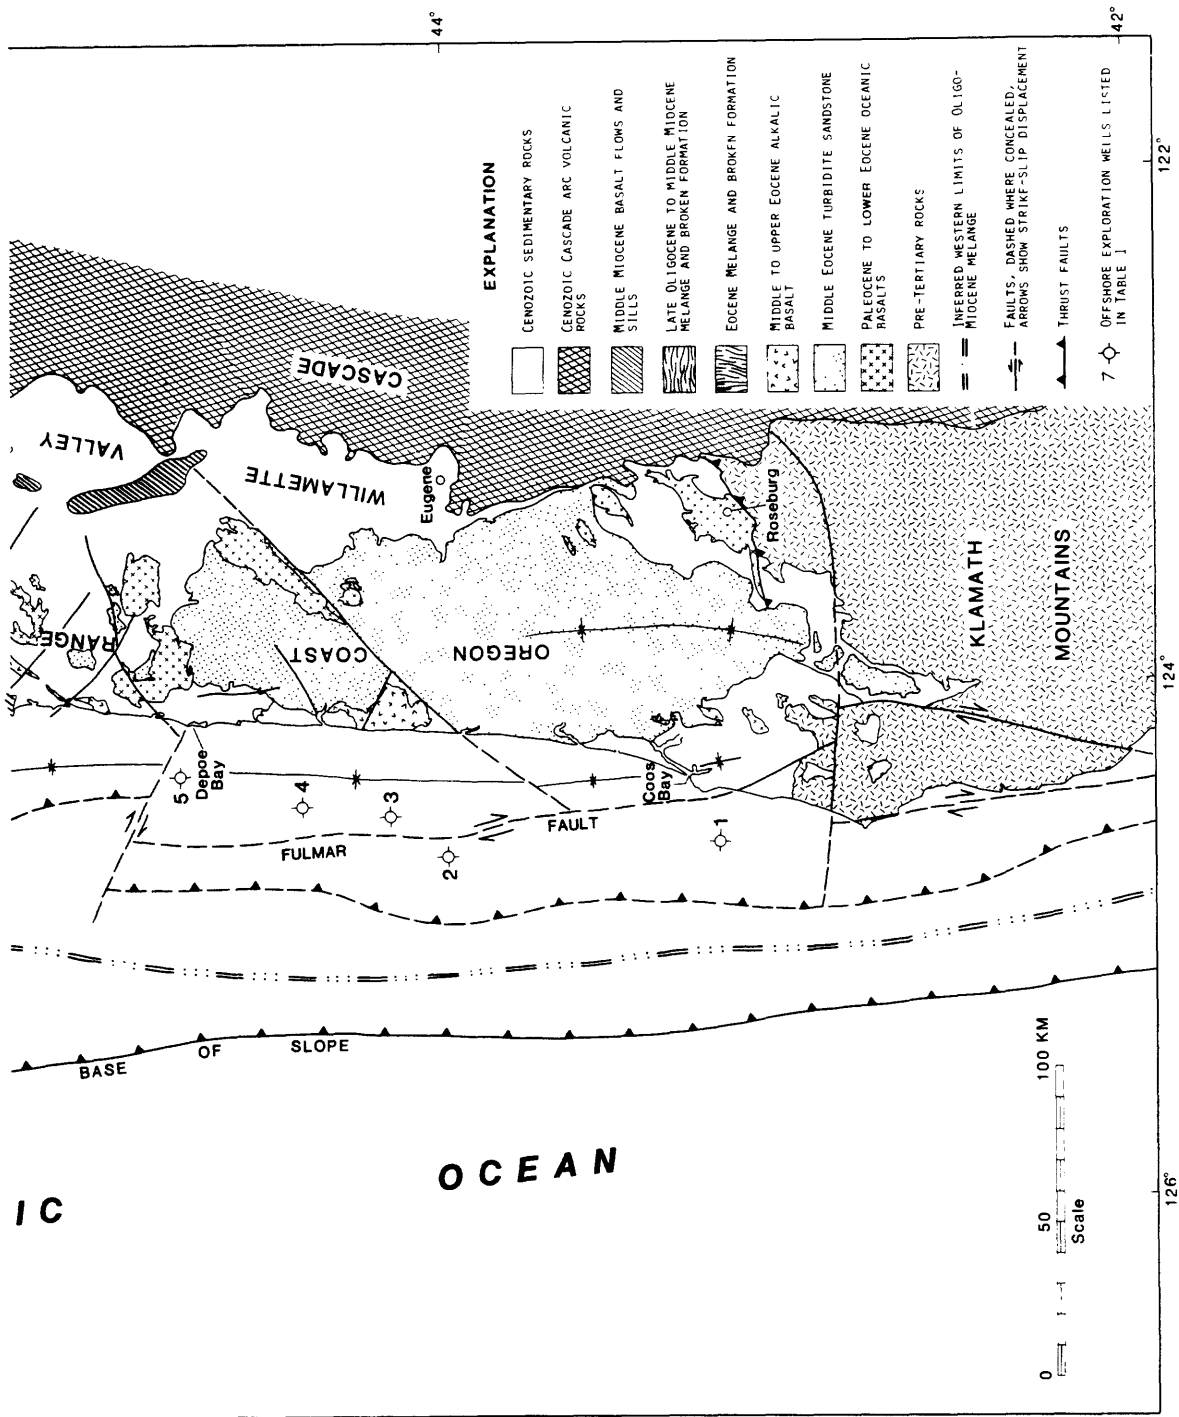 44°
42°
122°
124°
126°
EXPLANATION
CENOZOIC SEDIMENTARY ROCKS
CENOZOIC CASCADE ARC VOLCANIC
ROCKS
MIDDLE MIOCENE BASALT FLOWS AND
SILLS
LATE OLIGOCENE TO MIDDLE MIOCENE
MELANGE AND BROKEN FORMATION
EOCENE MELANGE AND BROKEN FORMATION
MIDDLE TO UPPER EOCENE ALKALIC
BASALT
MIDDLE EOCENE TURBIDITE SANDSTONE
PALEOCENE TO LOWER EOCENE OCEANIC
BASALTS
PRE-TERTIARY ROCKS
INFERRED WESTERN LIMITS OF OLIGO-
MIOCENE MELANGE
FAULTS, DASHED WHERE CONCEALED,
ARROWS SHOW STRIKE-SLIP DISPLACEMENT
THRUST FAULTS
7 OFFSHORE EXPLORATION WELLS LISTED
IN TABLE 1
CASCADE
VALLEY
WILLAMETTE
Eugene
Roseburg
RANGE
COAST
OREGON
KLAMATH
MOUNTAINS
Depoe
Bay
Coos
Bay
5
4
3
2
1
FULMAR
FAULT
BASE OF SLOPE
IC
OCEAN
0 50 100 KM
Scale